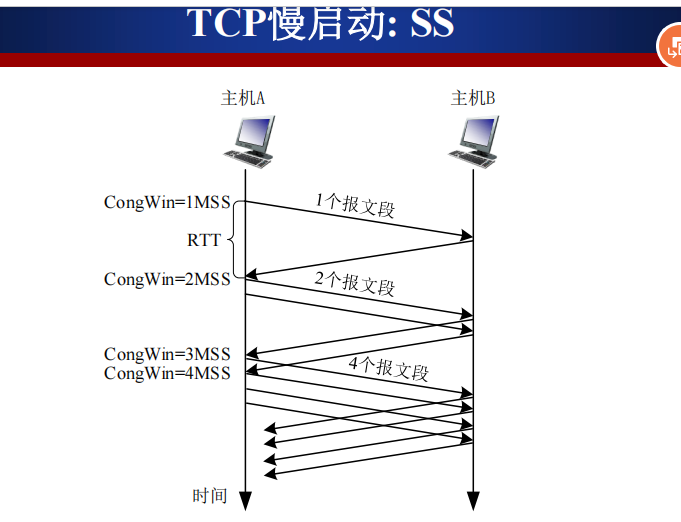 TCP慢启动: SS
主机A
主机B
CongWin=1MSS
1个报文段
RTT
CongWin=2MSS
2个报文段
CongWin=3MSS
CongWin=4MSS
4个报文段
时间